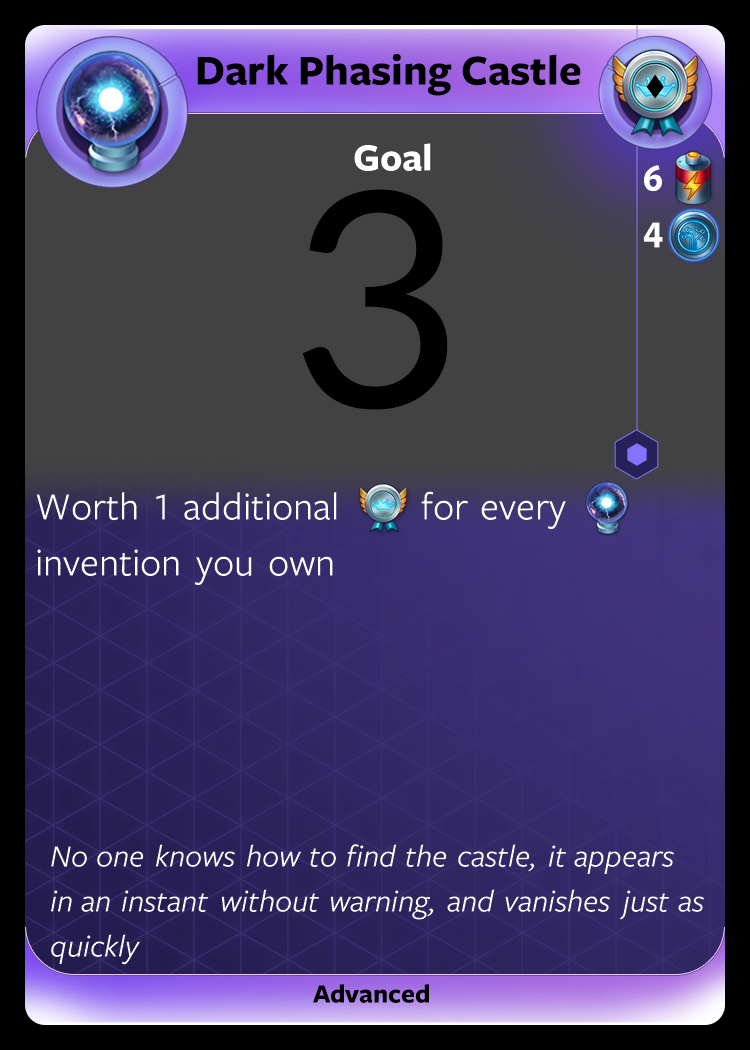 Dark Phasing Castle
Goal
3
6
4
Worth 1 additional for every
invention you own
No one knows how to find the castle, it appears
in an instant without warning, and vanishes just as
quickly
Advanced